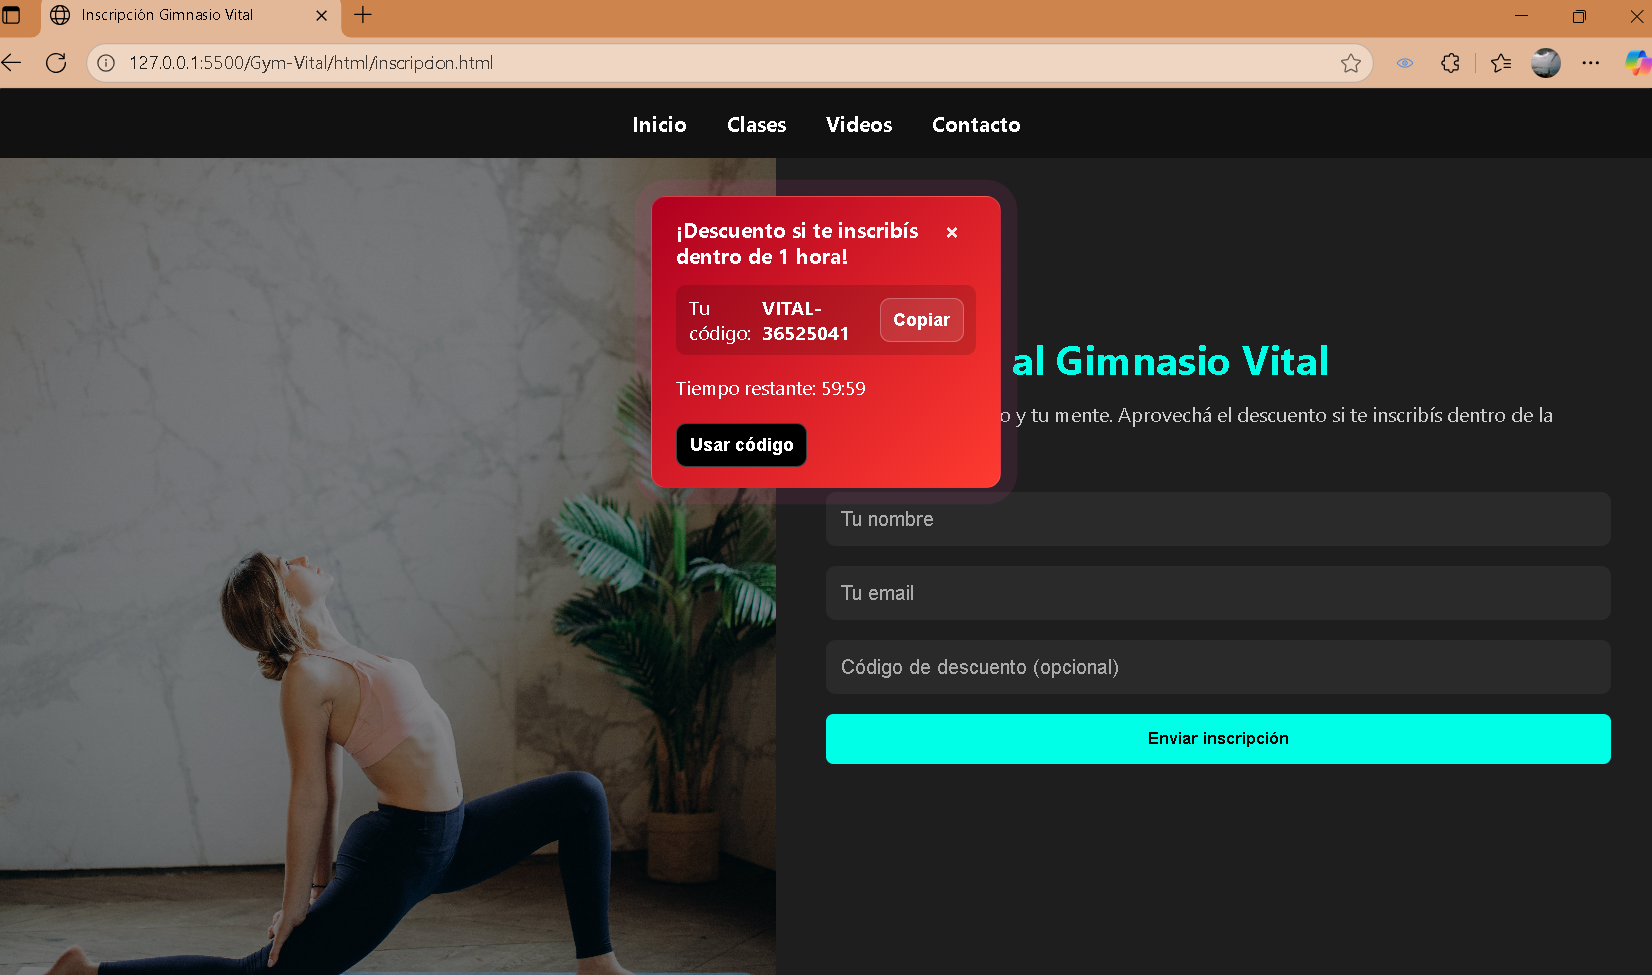 Inscripción Gimnasio Vital
127.0.0.1:5500/Gym-Vital/html/inscripcion.html
Inicio Clases Videos Contacto
¡Descuento si te inscribís
dentro de 1 hora!
×
Tu
código:
VITAL-
36525041
Copiar
Tiempo restante: 59:59
Usar código
al Gimnasio Vital
o y tu mente. Aprovechá el descuento si te inscribís dentro de la
Tu nombre
Tu email
Código de descuento (opcional)
Enviar inscripción